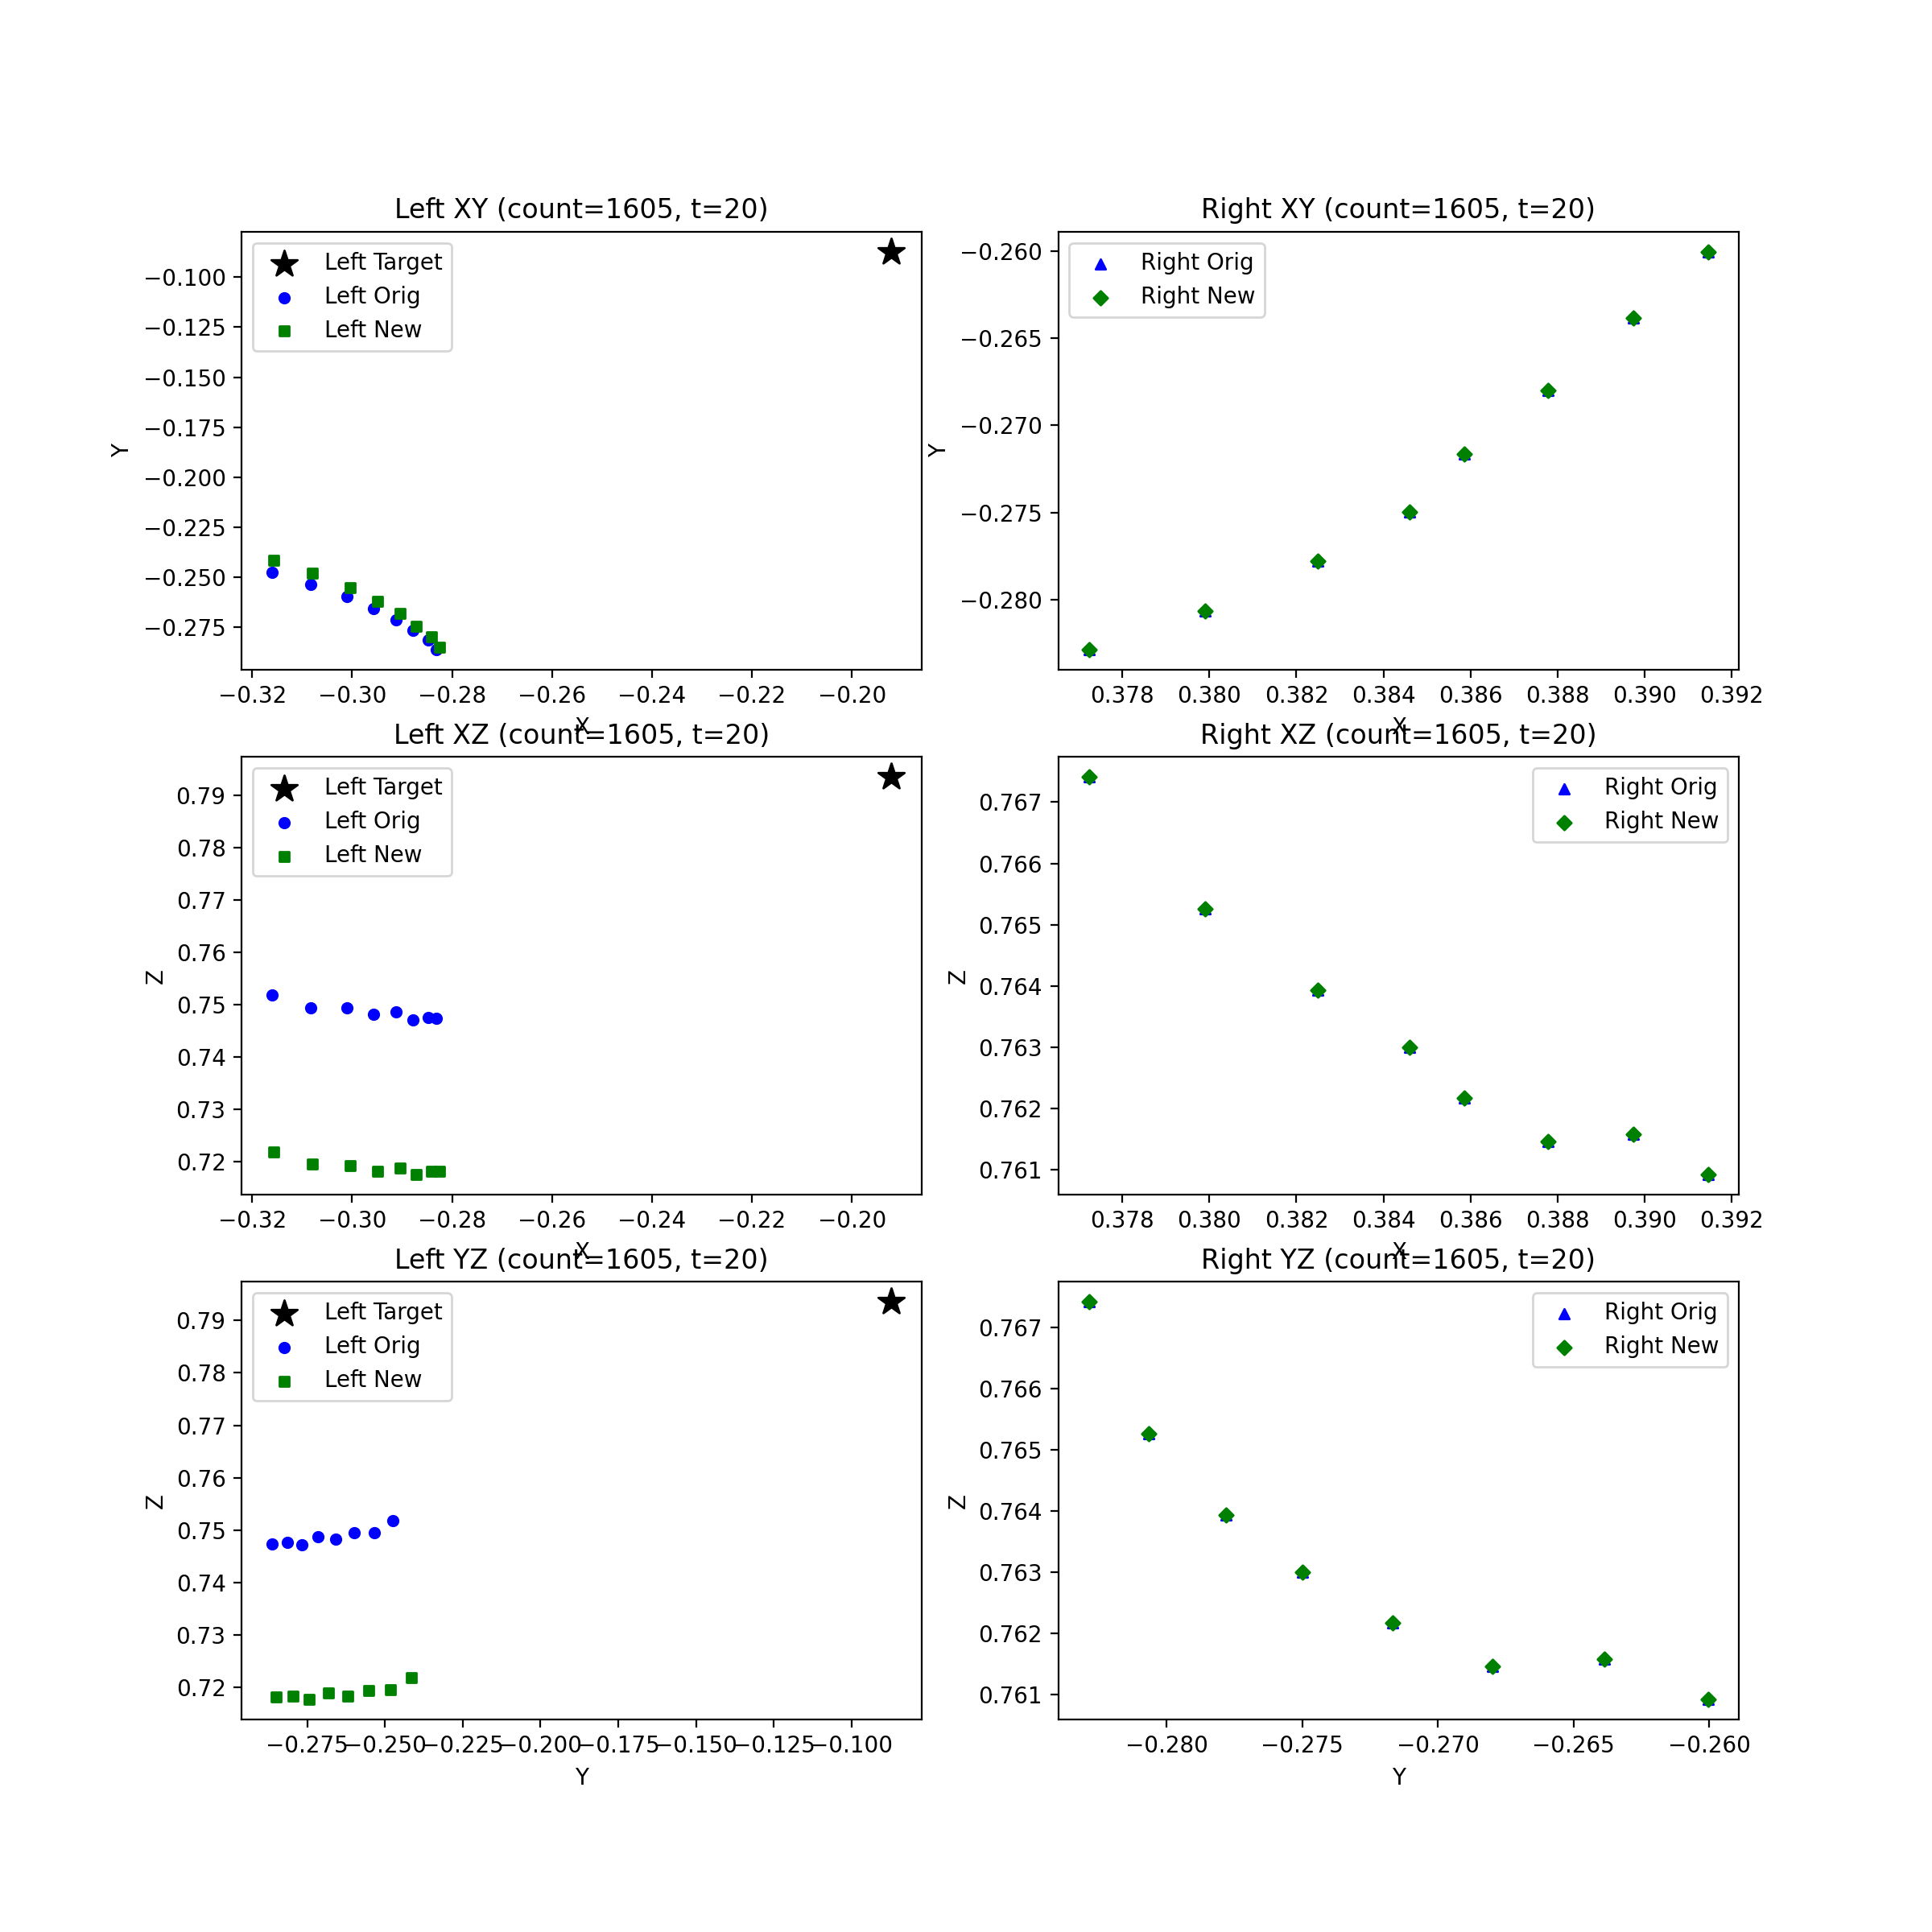 Left XY (count=1605, t=20)
Left Target
Left Orig
Left New
−0.100
−0.125
−0.150
−0.175
−0.200
−0.225
−0.250
−0.275
Y
−0.32 −0.30 −0.28 −0.26 −0.24 −0.22 −0.20
X
Right XY (count=1605, t=20)
Right Orig
Right New
−0.260
−0.265
−0.270
−0.275
−0.280
Y
0.378 0.380 0.382 0.384 0.386 0.388 0.390 0.392
X
Left XZ (count=1605, t=20)
Left Target
Left Orig
Left New
0.79
0.78
0.77
0.76
0.75
0.74
0.73
0.72
Z
−0.32 −0.30 −0.28 −0.26 −0.24 −0.22 −0.20
X
Right XZ (count=1605, t=20)
Right Orig
Right New
0.767
0.766
0.765
0.764
0.763
0.762
0.761
Z
0.378 0.380 0.382 0.384 0.386 0.388 0.390 0.392
X
Left YZ (count=1605, t=20)
Left Target
Left Orig
Left New
0.79
0.78
0.77
0.76
0.75
0.74
0.73
0.72
Z
−0.275 −0.250 −0.225 −0.200 −0.175 −0.150 −0.125 −0.100
Y
Right YZ (count=1605, t=20)
Right Orig
Right New
0.767
0.766
0.765
0.764
0.763
0.762
0.761
Z
−0.280 −0.275 −0.270 −0.265 −0.260
Y